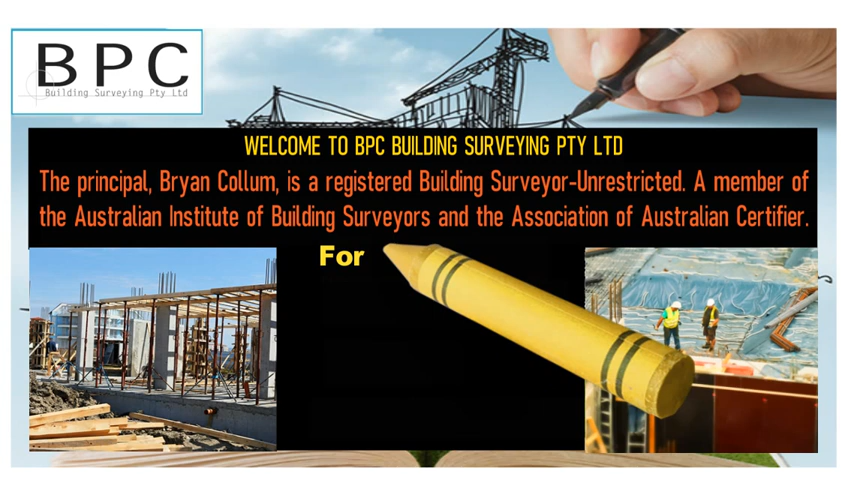 BPC
Building Surveying Pty Ltd
WELCOME TO BPC BUILDING SURVEYING PTY LTD
The principal, Bryan Collum, is a registered Building Surveyor-Unrestricted. A member of
the Australian Institute of Building Surveyors and the Association of Australian Certifier.
For